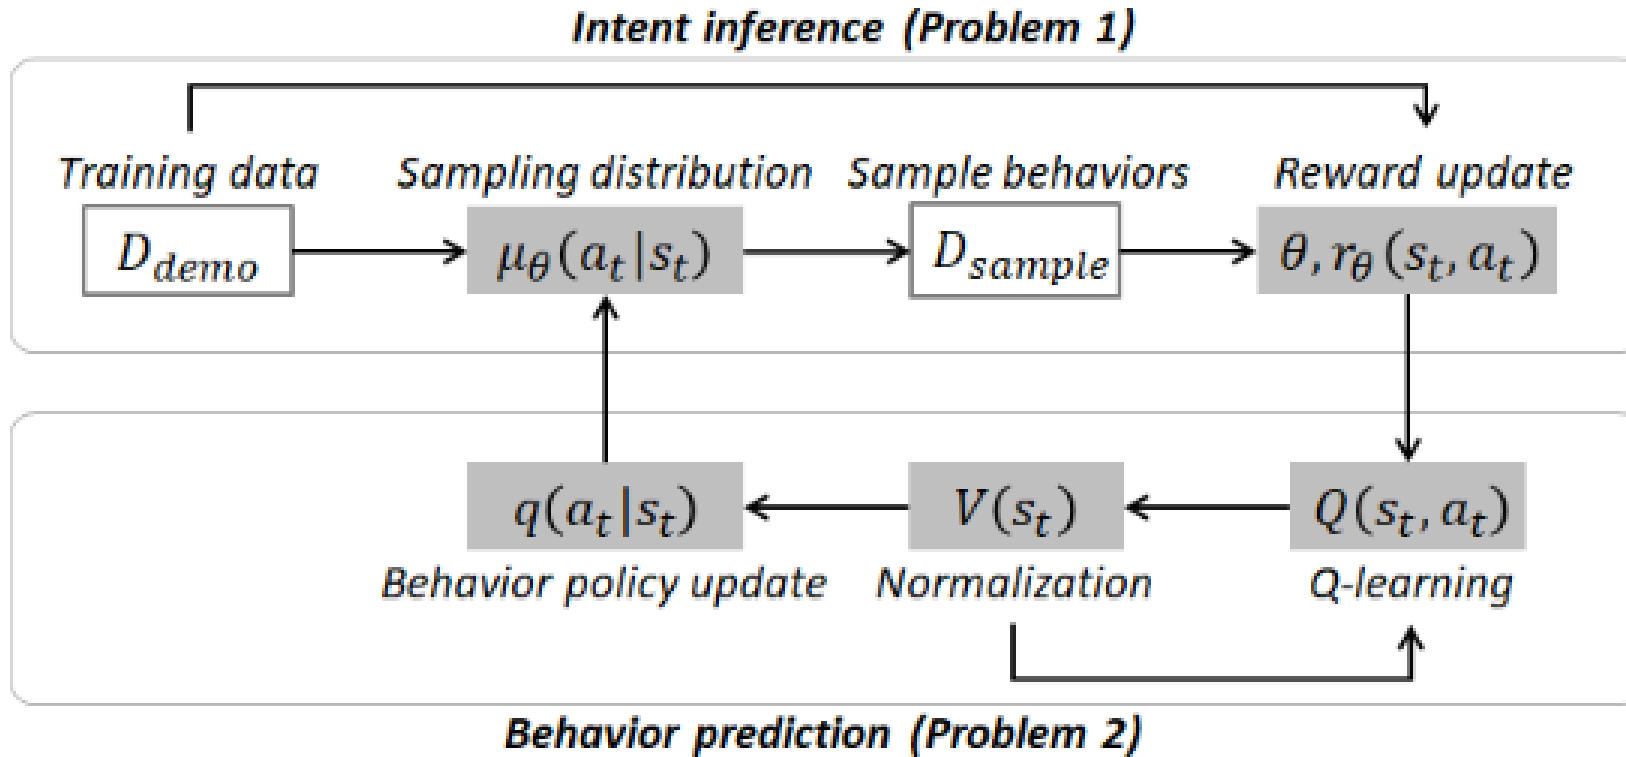 Intent inference (Problem 1)
Training data Sampling distribution Sample behaviors Reward update
D_demo μ_θ(a_t|s_t) D_sample θ, r_θ(s_t, a_t)
q(a_t|s_t) V(s_t) Q(s_t, a_t)
Behavior policy update Normalization Q-learning
Behavior prediction (Problem 2)